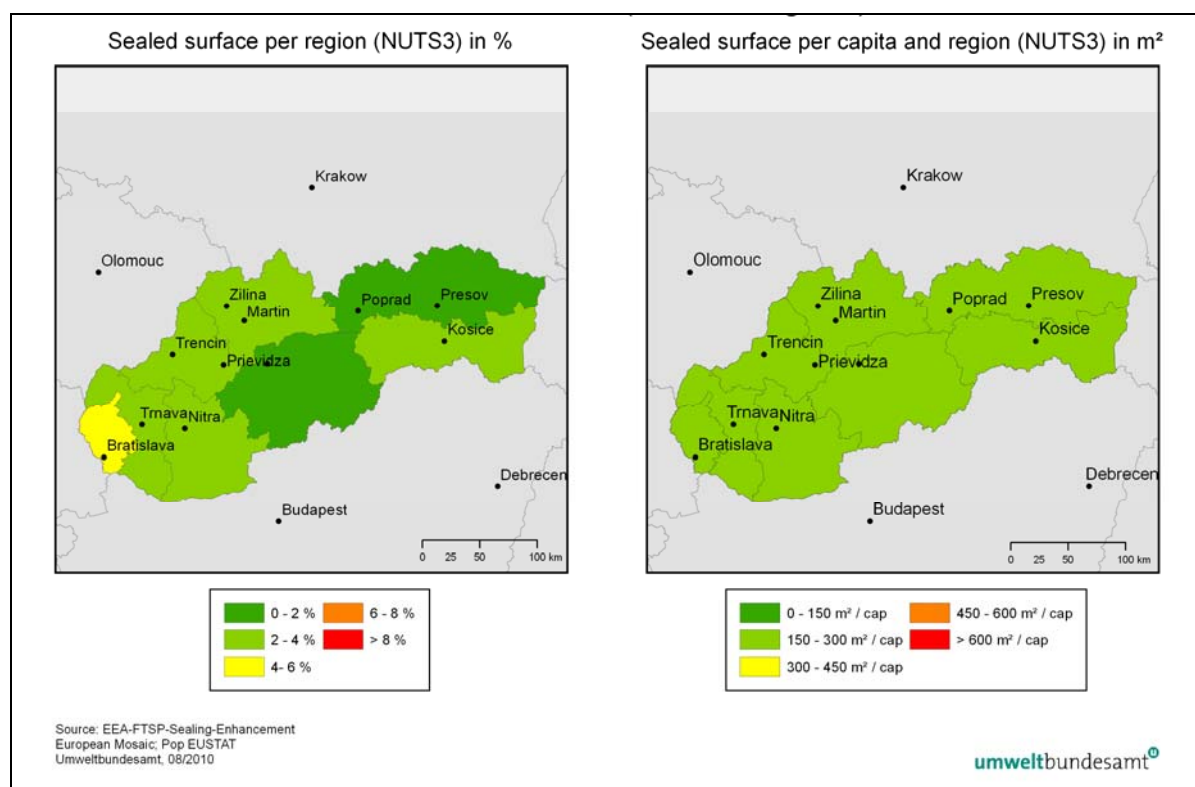 Sealed surface per region (NUTS3) in %
Krakow
Olomouc
Zilina
Martin
Poprad
Presov
Kosice
Trencin
Prievidza
Trnava
Nitra
Bratislava
Debrecen
Budapest
0 25 50 100 km
0 - 2 %
6 - 8 %
2 - 4 %
> 8 %
4- 6 %
Sealed surface per capita and region (NUTS3) in m²
Krakow
Olomouc
Zilina
Martin
Poprad
Presov
Kosice
Trencin
Prievidza
Trnava
Nitra
Bratislava
Debrecen
Budapest
0 25 50 100 km
0 - 150 m² / cap
450 - 600 m² / cap
150 - 300 m² / cap
> 600 m² / cap
300 - 450 m² / cap
Source: EEA-FTSP-Sealing-Enhancement
European Mosaic; Pop EUSTAT
Umweltbundesamt, 08/2010
umweltbundesamt